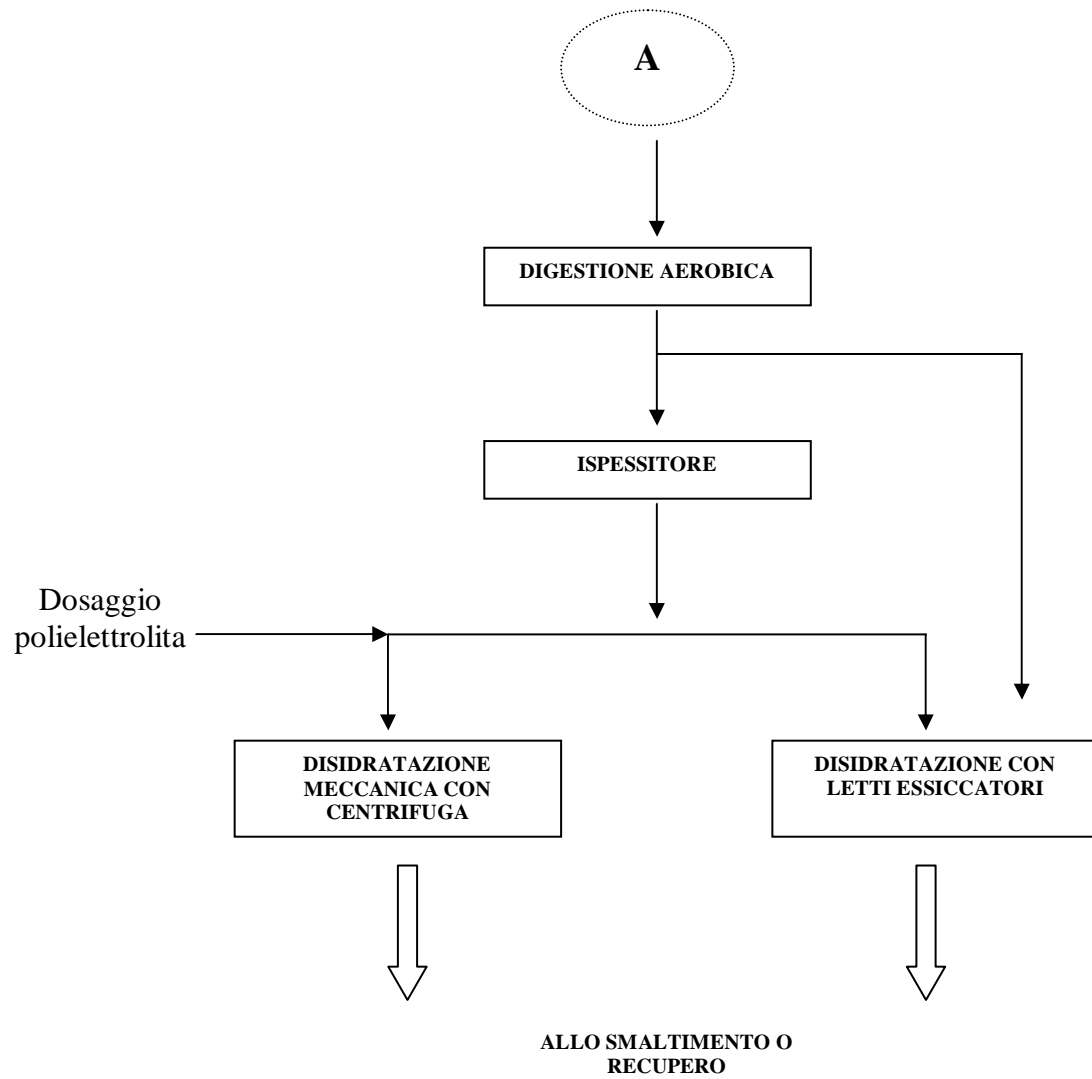 A
DIGESTIONE AEROBICA
ISPESSITORE
Dosaggio
polielettrolita
DISIDRATAZIONE
MECCANICA CON
CENTRIFUGA
DISIDRATAZIONE CON
LETTI ESSICCATORI
ALLO SMALTIMENTO O
RECUPERO